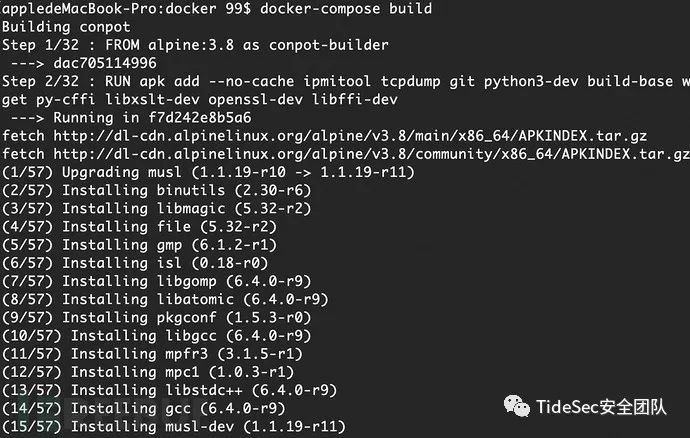 appledeMacBook-Pro:docker 99$ docker-compose build
Building conpot
Step 1/32 : FROM alpine:3.8 as conpot-builder
 ---> dac705114996
Step 2/32 : RUN apk add --no-cache ipmitool tcpdump git python3-dev build-base w
get py-cffi libxslt-dev openssl-dev libffi-dev
 ---> Running in f7d242e8b5a6
fetch http://dl-cdn.alpinelinux.org/alpine/v3.8/main/x86_64/APKINDEX.tar.gz
fetch http://dl-cdn.alpinelinux.org/alpine/v3.8/community/x86_64/APKINDEX.tar.gz
(1/57) Upgrading musl (1.1.19-r10 -> 1.1.19-r11)
(2/57) Installing binutils (2.30-r6)
(3/57) Installing libmagic (5.32-r2)
(4/57) Installing file (5.32-r2)
(5/57) Installing gmp (6.1.2-r1)
(6/57) Installing isl (0.18-r0)
(7/57) Installing libgomp (6.4.0-r9)
(8/57) Installing libatomic (6.4.0-r9)
(9/57) Installing pkgconf (1.5.3-r0)
(10/57) Installing libgcc (6.4.0-r9)
(11/57) Installing mpfr3 (3.1.5-r1)
(12/57) Installing mpc1 (1.0.3-r1)
(13/57) Installing libstdc++ (6.4.0-r9)
(14/57) Installing gcc (6.4.0-r9)
(15/57) Installing musl-dev (1.1.19-r11)
TideSec安全团队